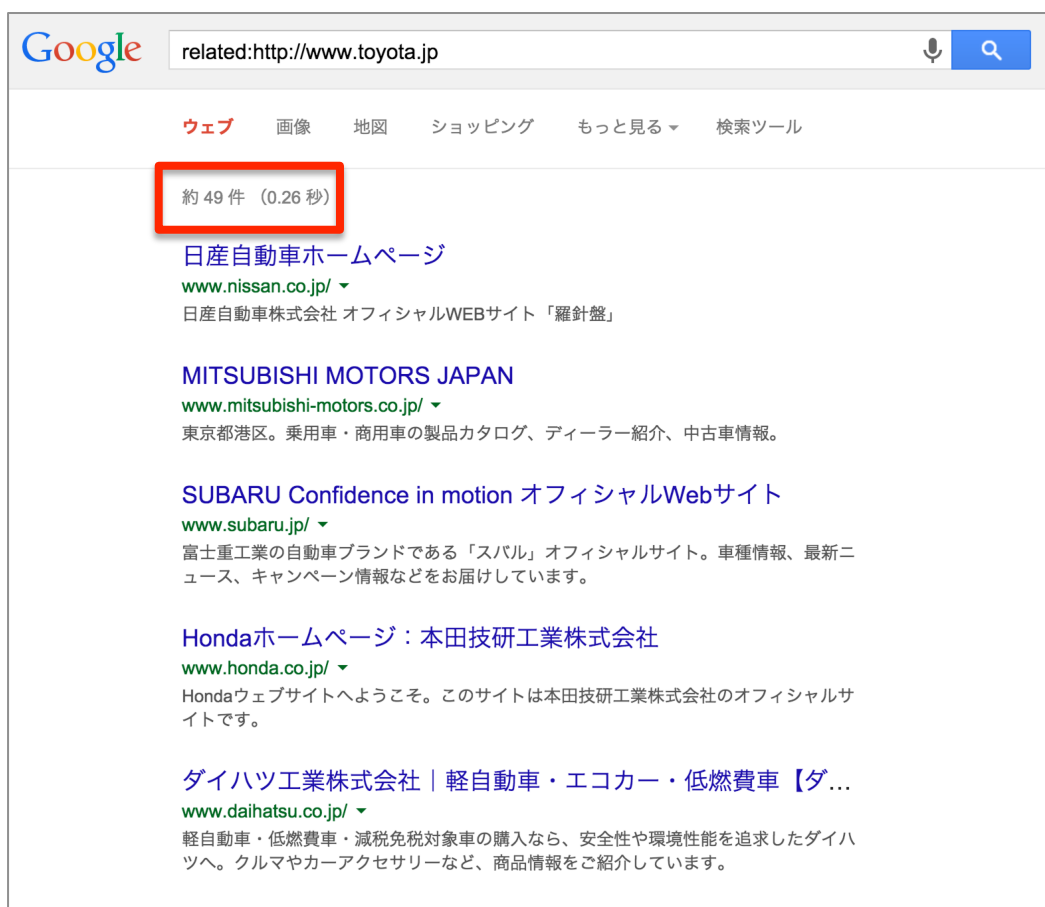 Google related:http://www.toyota.jp
ウェブ 画像 地図 ショッピング もっと見る 検索ツール
約 49 件 （0.26 秒）
日産自動車ホームページ
www.nissan.co.jp/
日産自動車株式会社 オフィシャルWEBサイト「羅針盤」
MITSUBISHI MOTORS JAPAN
www.mitsubishi-motors.co.jp/
東京都港区。乗用車・商用車の製品カタログ、ディーラー紹介、中古車情報。
SUBARU Confidence in motion オフィシャルWebサイト
www.subaru.jp/
富士重工業の自動車ブランドである「スバル」オフィシャルサイト。車種情報、最新ニ
ュース、キャンペーン情報などをお届けしています。
Hondaホームページ：本田技研工業株式会社
www.honda.co.jp/
Hondaウェブサイトへようこそ。このサイトは本田技研工業株式会社のオフィシャルサ
イトです。
ダイハツ工業株式会社｜軽自動車・エコカー・低燃費車【ダ...
www.daihatsu.co.jp/
軽自動車・低燃費車・減税免税対象車の購入なら、安全性や環境性能を追求したダイハ
ツへ。クルマやカーアクセサリーなど、商品情報をご紹介しています。